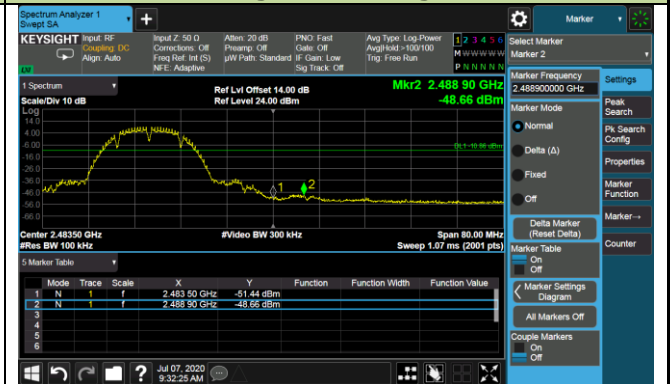 Spectrum Analyzer 1
Swept SA
Marker
KEYSIGHT
Input: RF
Coupling: DC
Align: Auto
Input Z: 50 Ω
Corrections: Off
Freq Ref: Int (S)
NFE: Adaptive
Atten: 20 dB
Preamp: Off
µW Path: Standard
PNO: Fast
Gate: Off
IF Gain: Low
Sig Track: Off
Avg Type: Log-Power
Avg|Hold:>100/100
Trig: Free Run
1 2 3 4 5 6
M W W W W W
P N N N N N
Select Marker
Marker 2
1 Spectrum
Scale/Div 10 dB
Log
Ref Lvl Offset 14.00 dB
Ref Level 24.00 dBm
Mkr2 2.488 90 GHz
-48.66 dBm
14.0
4.00
-6.00
-16.0
-26.0
-36.0
-46.0
-56.0
-66.0
1
2
Center 2.48350 GHz
#Res BW 100 kHz
#Video BW 300 kHz
Span 80.00 MHz
Sweep 1.07 ms (2001 pts)
5 Marker Table
Mode Trace Scale X Y Function Function Width Function Value
1 N 1 f 2.483 50 GHz -51.44 dBm
2 N 1 f 2.488 90 GHz -48.66 dBm
3
4
5
6
Marker Frequency
2.488900000 GHz
Marker Mode
Normal
Delta (Δ)
Fixed
Off
Delta Marker
(Reset Delta)
Marker Table
On
Off
Marker Settings
Diagram
All Markers Off
Couple Markers
On
Off
Settings
Peak
Search
Pk Search
Config
Properties
Marker
Function
Marker→
Counter
?
Jul 07, 2020
9:32:25 AM